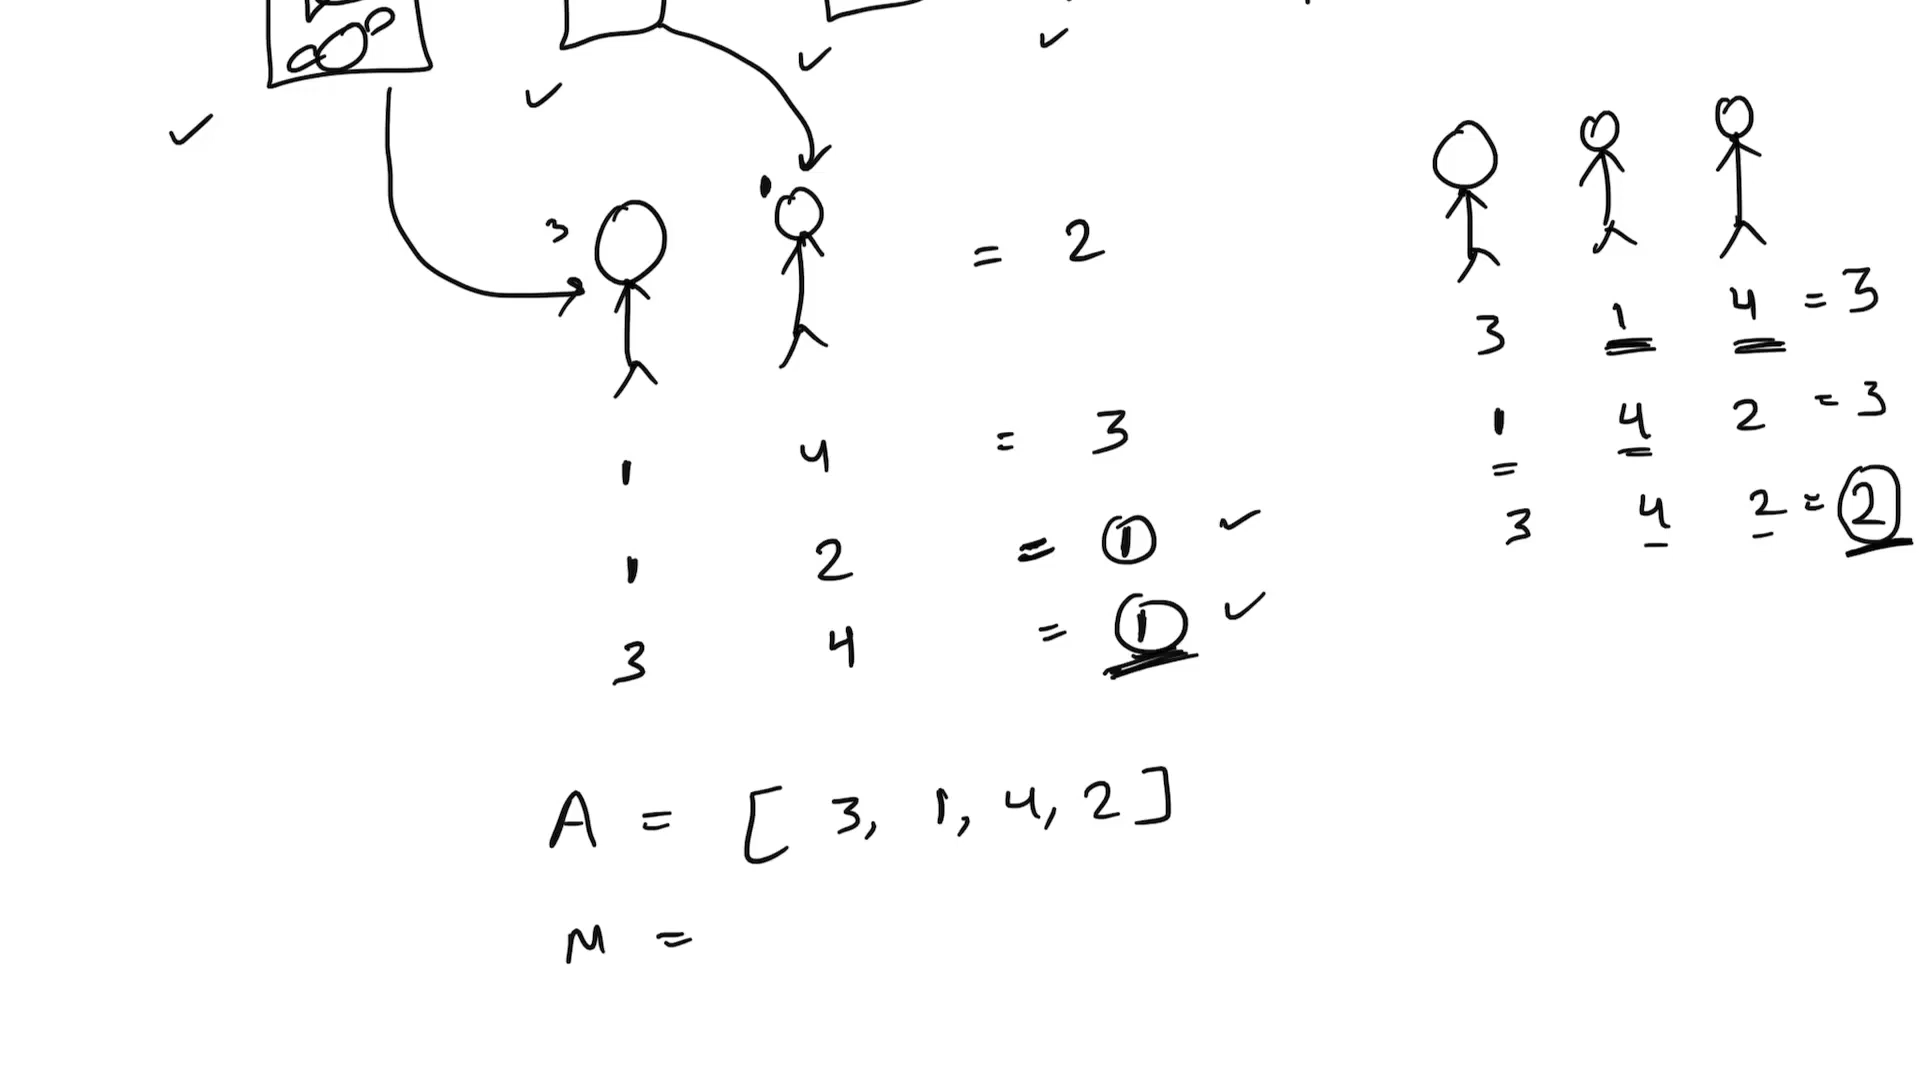 3 1 = 2
1 4 = 3
1 2 = 1
3 4 = 1
A = [ 3, 1, 4, 2 ]
M =
3 1 4 = 3
1 4 2 = 3
3 4 2 = 2